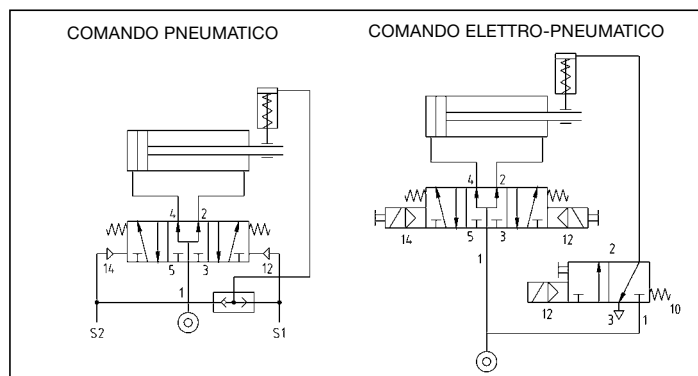 COMANDO PNEUMATICO
4 2
14 5 3 12
1
S2 S1
COMANDO ELETTRO-PNEUMATICO
4 2
14 5 3 12
1
2
12 3 1 10